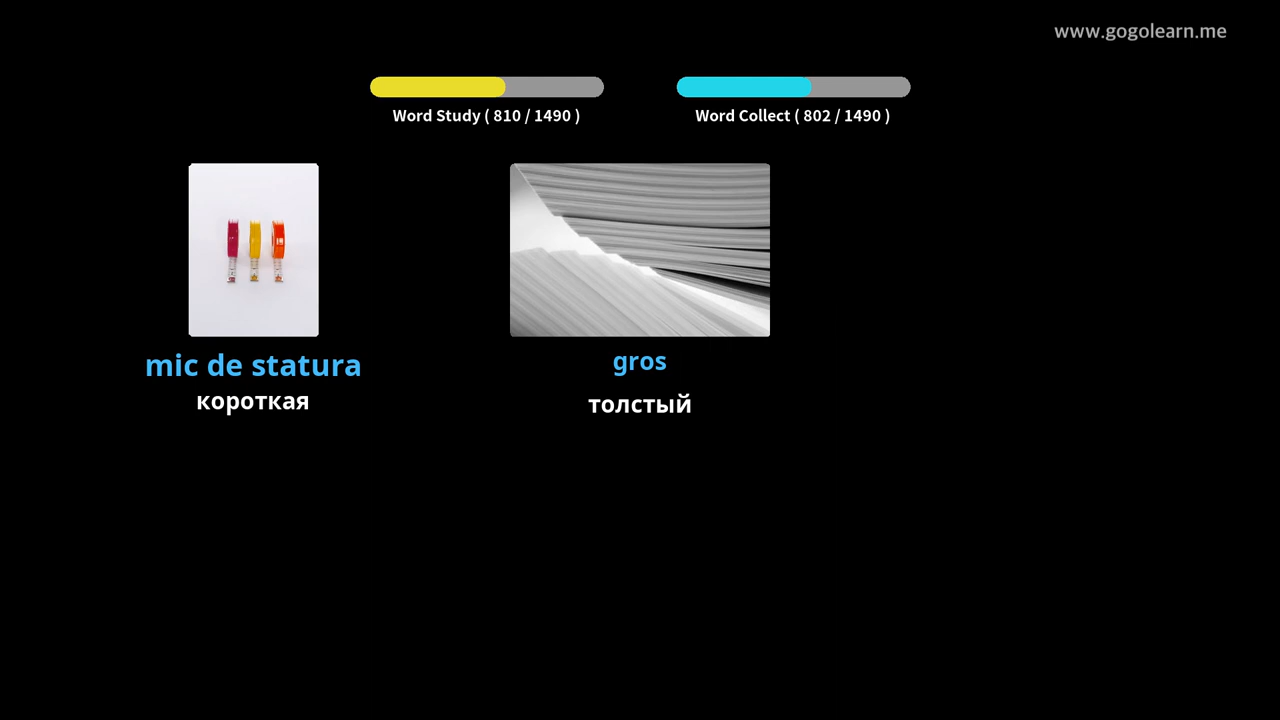 www.gogolearn.me
Word Study ( 810 / 1490 )
Word Collect ( 802 / 1490 )
mic de statura
короткая
gros
толстый